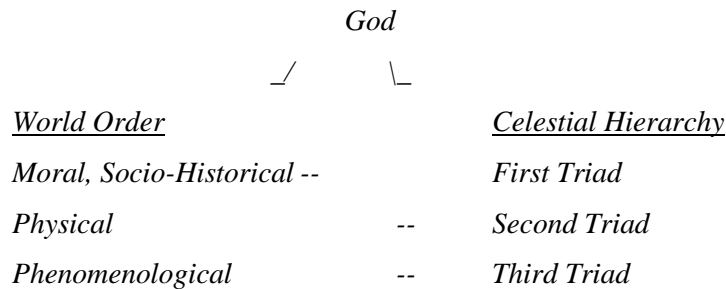 God
_/ \_
World Order Celestial Hierarchy
Moral, Socio-Historical -- First Triad
Physical -- Second Triad
Phenomenological -- Third Triad